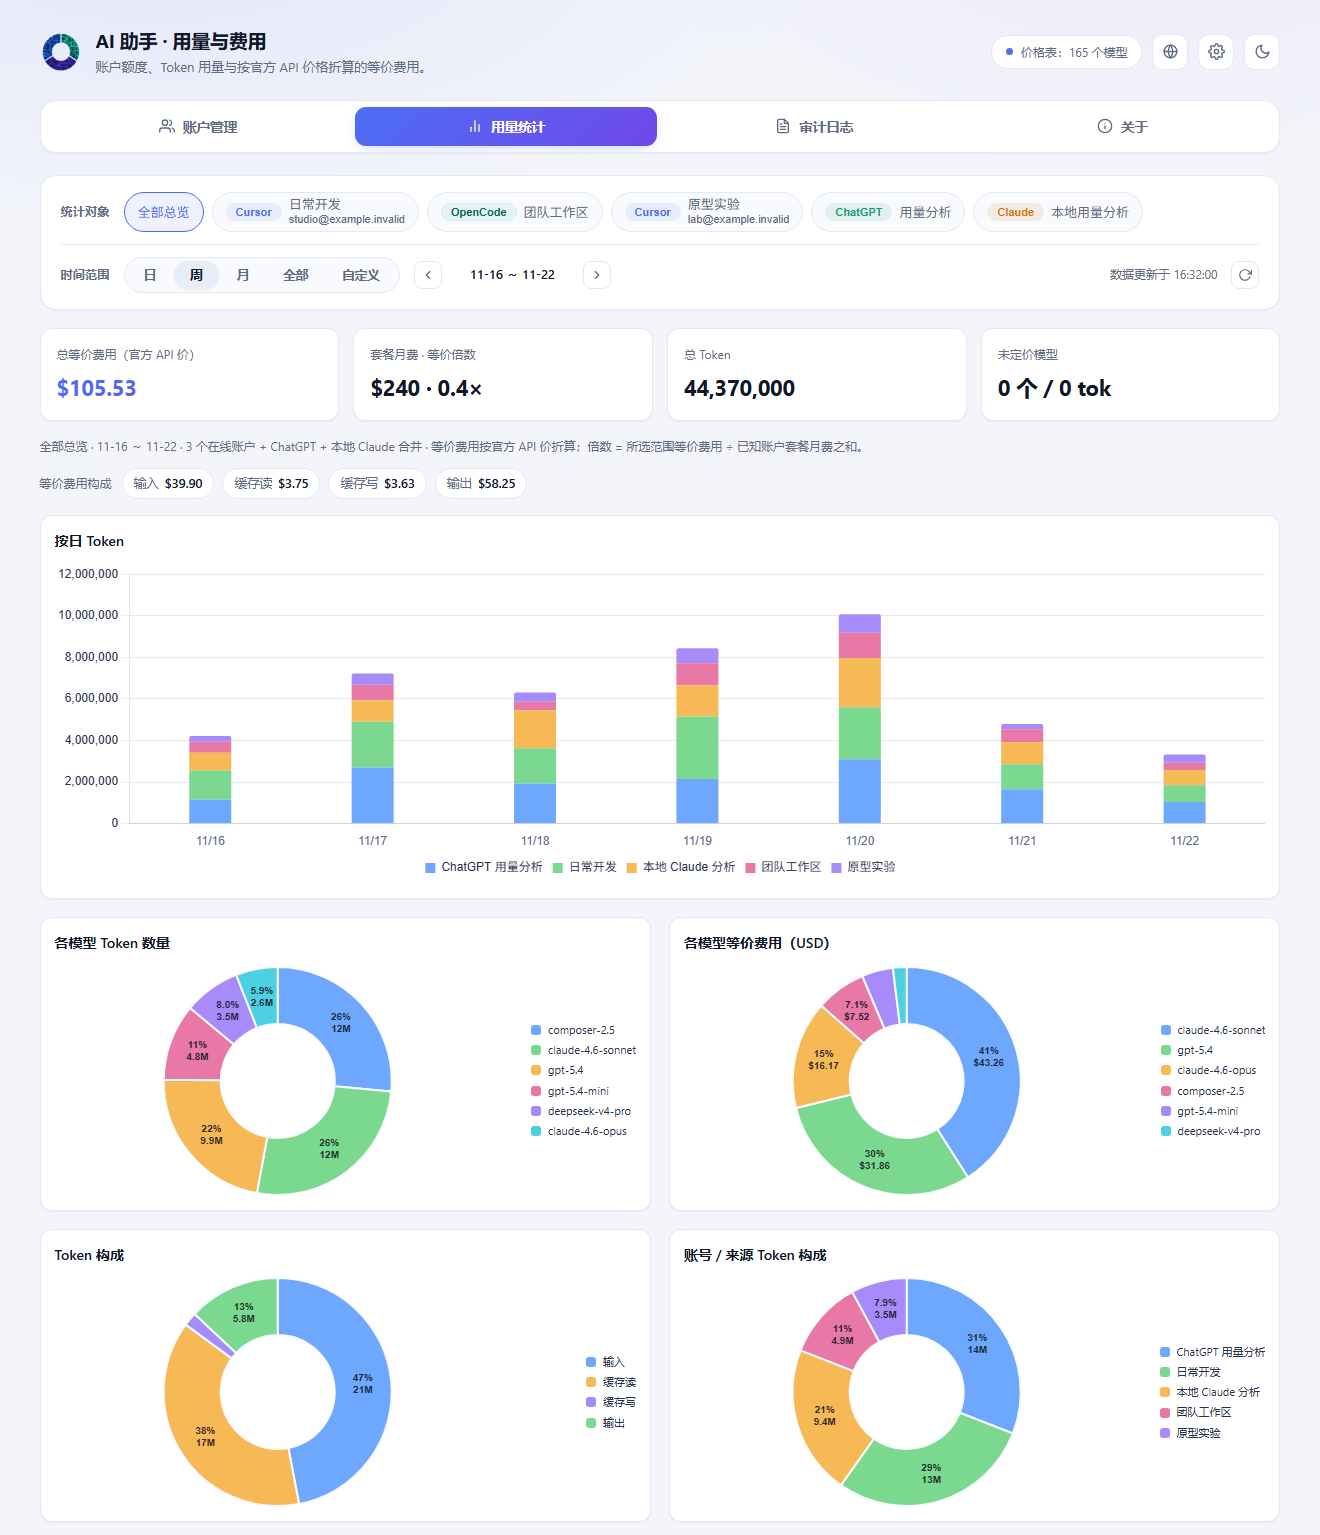 AI 助手 · 用量与费用
账户额度、Token 用量与按官方 API 价格折算的等价费用。
价格表：165 个模型
账户管理
用量统计
审计日志
关于
统计对象
全部总览
Cursor
日常开发
studio@example.invalid
OpenCode
团队工作区
Cursor
原型实验
lab@example.invalid
ChatGPT
用量分析
Claude
本地用量分析
时间范围
日
周
月
全部
自定义
11-16 ~ 11-22
数据更新于 16:32:00
总等价费用（官方 API 价）
$105.53
套餐月费 · 等价倍数
$240 · 0.4×
总 Token
44,370,000
未定价模型
0 个 / 0 tok
全部总览 · 11-16 ~ 11-22 · 3 个在线账户 + ChatGPT + 本地 Claude 合并 · 等价费用按官方 API 价折算；倍数 = 所选范围等价费用 ÷ 已知账户套餐月费之和。
等价费用构成
输入 $39.90
缓存读 $3.75
缓存写 $3.63
输出 $58.25
按日 Token
12,000,000
10,000,000
8,000,000
6,000,000
4,000,000
2,000,000
0
11/16
11/17
11/18
11/19
11/20
11/21
11/22
ChatGPT 用量分析
日常开发
本地 Claude 分析
团队工作区
原型实验
各模型 Token 数量
26%
12M
26%
12M
22%
9.9M
11%
4.8M
8.0%
3.5M
5.9%
2.6M
composer-2.5
claude-4.6-sonnet
gpt-5.4
gpt-5.4-mini
deepseek-v4-pro
claude-4.6-opus
各模型等价费用（USD）
41%
$43.26
30%
$31.86
15%
$16.17
7.1%
$7.52
claude-4.6-sonnet
gpt-5.4
claude-4.6-opus
composer-2.5
gpt-5.4-mini
deepseek-v4-pro
Token 构成
47%
21M
38%
17M
13%
5.8M
输入
缓存读
缓存写
输出
账号 / 来源 Token 构成
31%
14M
29%
13M
21%
9.4M
11%
4.9M
7.9%
3.5M
ChatGPT 用量分析
日常开发
本地 Claude 分析
团队工作区
原型实验